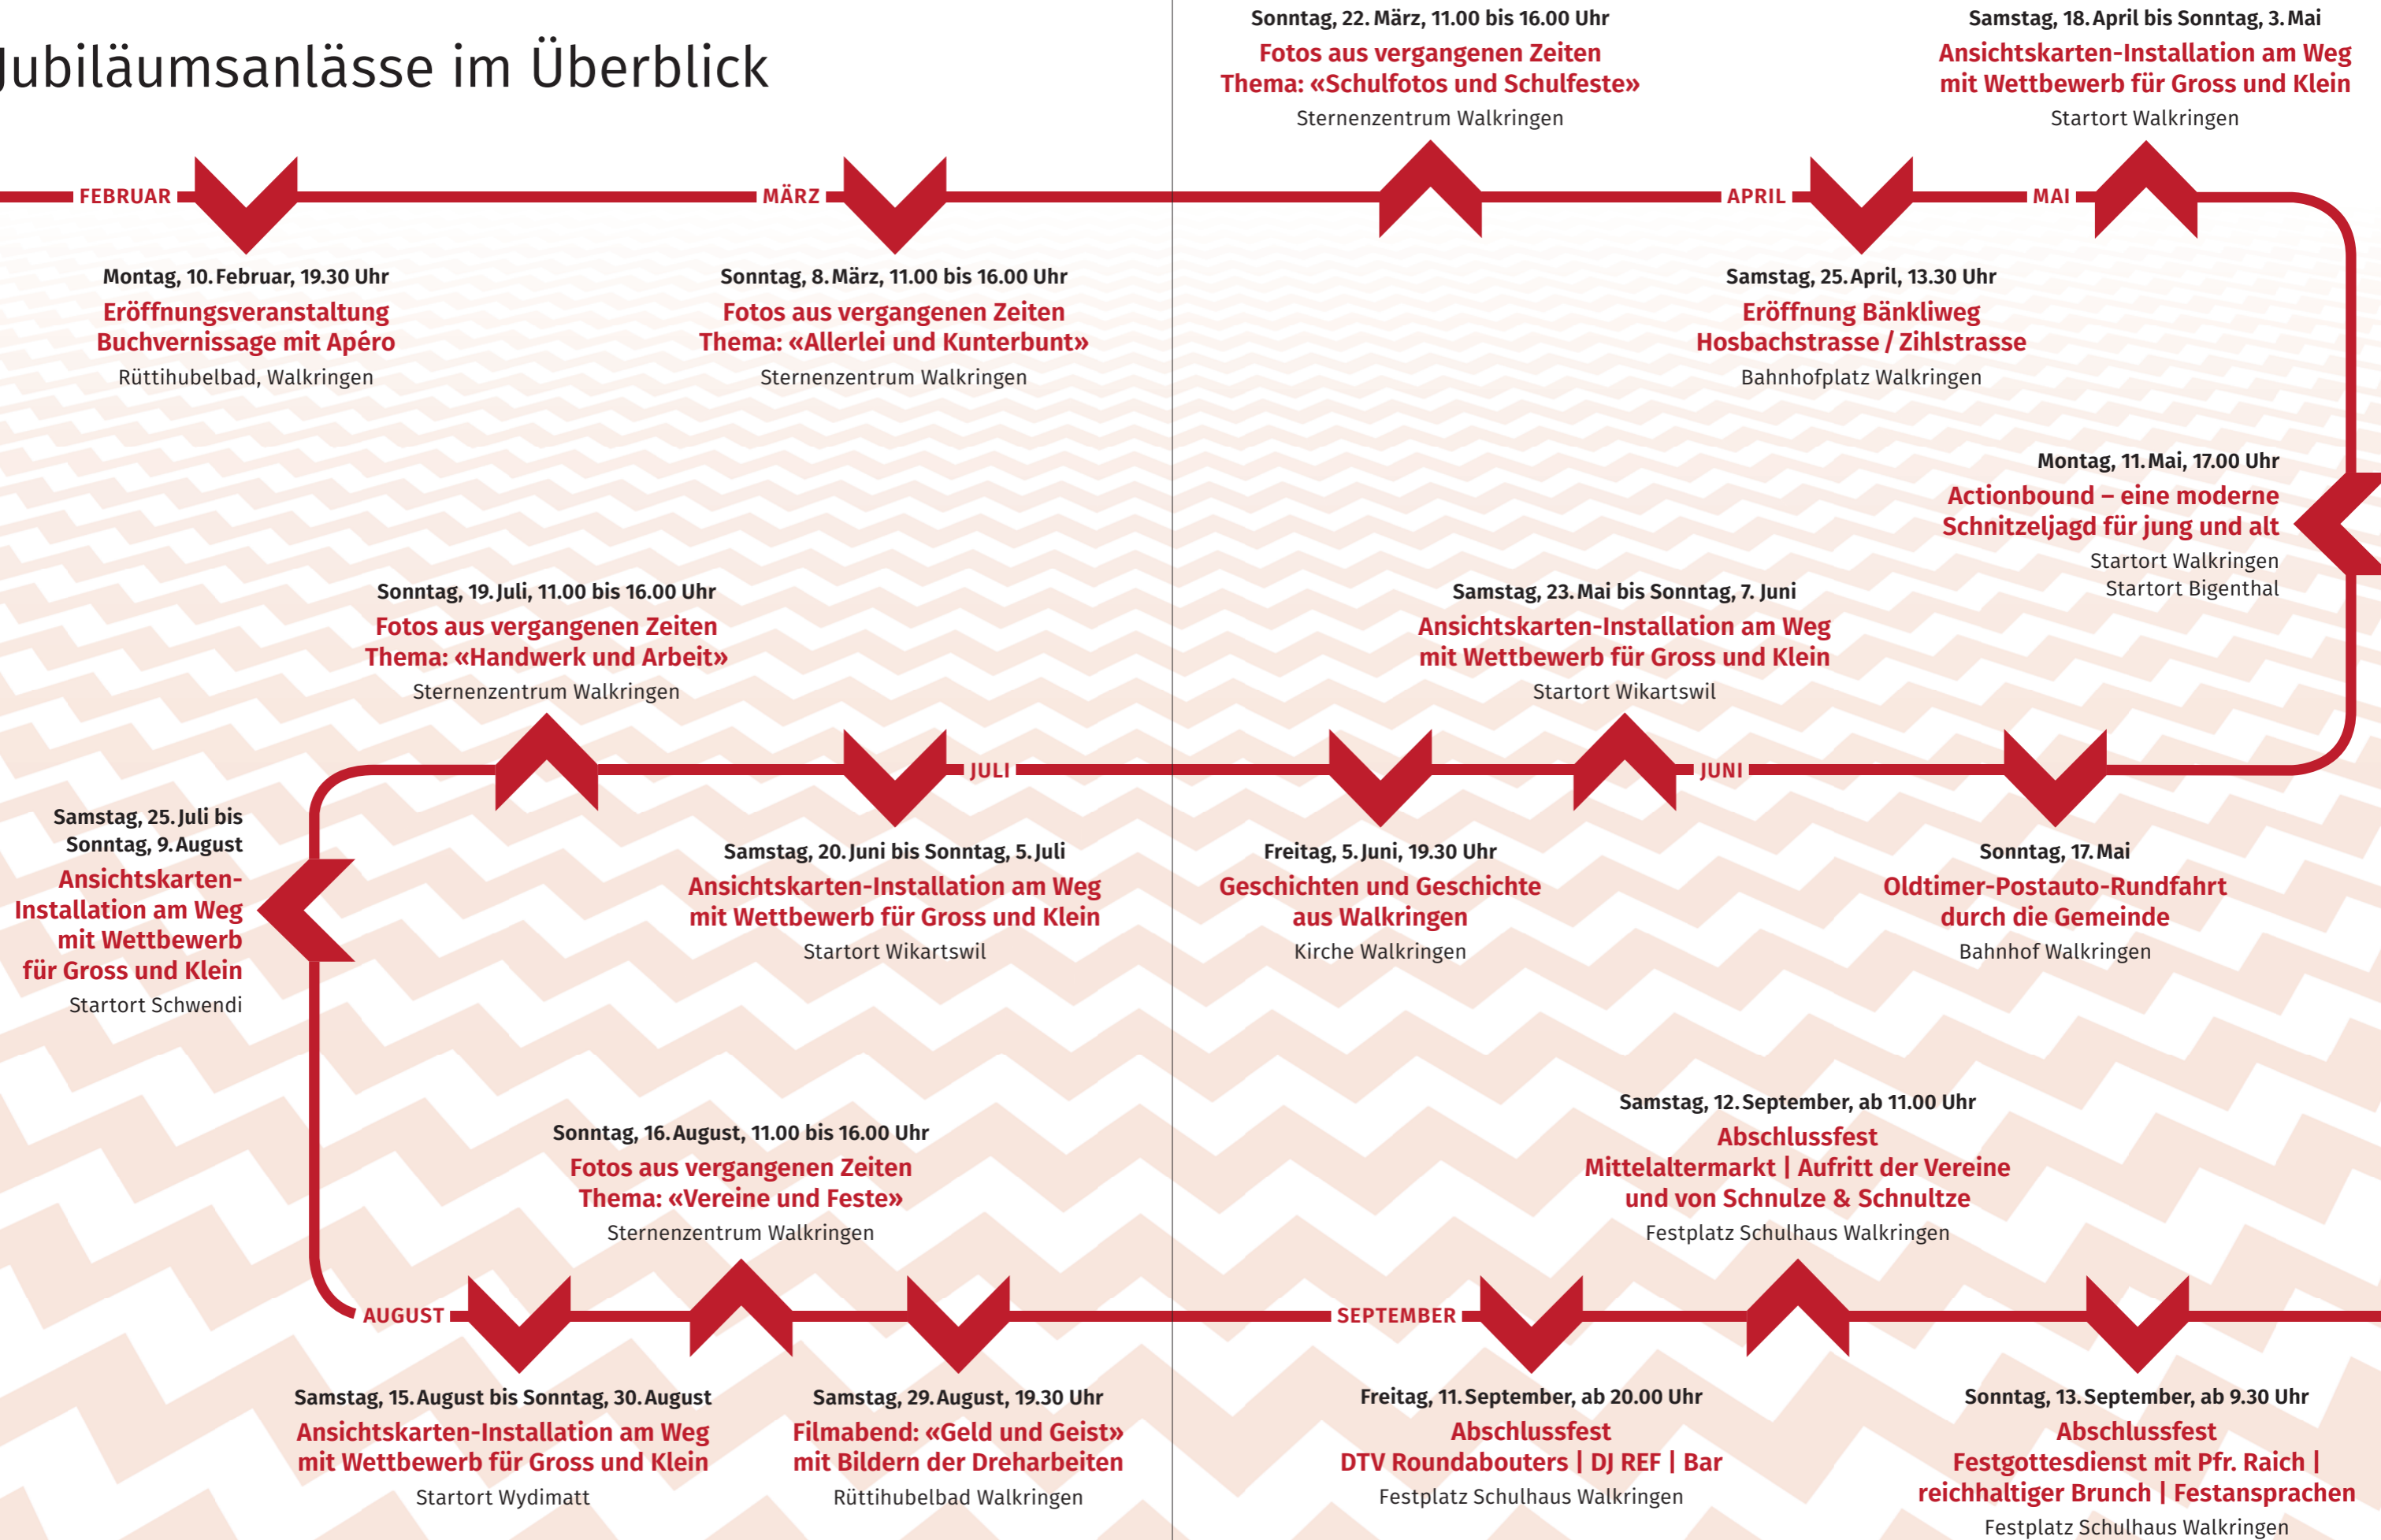 Jubiläumsanlässe im Überblick
Sonntag, 22. März, 11.00 bis 16.00 Uhr
Fotos aus vergangenen Zeiten
Thema: «Schulfotos und Schulfeste»
Sternenzentrum Walkringen
Samstag, 18. April bis Sonntag, 3. Mai
Ansichtskarten-Installation am Weg
mit Wettbewerb für Gross und Klein
Startort Walkringen
FEBRUAR
MÄRZ
APRIL
MAI
Montag, 10. Februar, 19.30 Uhr
Eröffnungsveranstaltung
Buchvernissage mit Apéro
Rüttihubelbad, Walkringen
Sonntag, 8. März, 11.00 bis 16.00 Uhr
Fotos aus vergangenen Zeiten
Thema: «Allerlei und Kunterbunt»
Sternenzentrum Walkringen
Samstag, 25. April, 13.30 Uhr
Eröffnung Bänkliweg
Hosbachstrasse / Zihlstrasse
Bahnhofplatz Walkringen
Montag, 11. Mai, 17.00 Uhr
Actionbound – eine moderne
Schnitzeljagd für jung und alt
Startort Walkringen
Startort Bigenthal
Sonntag, 19. Juli, 11.00 bis 16.00 Uhr
Fotos aus vergangenen Zeiten
Thema: «Handwerk und Arbeit»
Sternenzentrum Walkringen
Samstag, 23. Mai bis Sonntag, 7. Juni
Ansichtskarten-Installation am Weg
mit Wettbewerb für Gross und Klein
Startort Wikartswil
JULI
JUNI
Samstag, 25. Juli bis
Sonntag, 9. August
Ansichtskarten-
Installation am Weg
mit Wettbewerb
für Gross und Klein
Startort Schwendi
Samstag, 20. Juni bis Sonntag, 5. Juli
Ansichtskarten-Installation am Weg
mit Wettbewerb für Gross und Klein
Startort Wikartswil
Freitag, 5. Juni, 19.30 Uhr
Geschichten und Geschichte
aus Walkringen
Kirche Walkringen
Sonntag, 17. Mai
Oldtimer-Postauto-Rundfahrt
durch die Gemeinde
Bahnhof Walkringen
Sonntag, 16. August, 11.00 bis 16.00 Uhr
Fotos aus vergangenen Zeiten
Thema: «Vereine und Feste»
Sternenzentrum Walkringen
Samstag, 12. September, ab 11.00 Uhr
Abschlussfest
Mittelaltermarkt | Aufritt der Vereine
und von Schnulze & Schnultze
Festplatz Schulhaus Walkringen
AUGUST
SEPTEMBER
Samstag, 15. August bis Sonntag, 30. August
Ansichtskarten-Installation am Weg
mit Wettbewerb für Gross und Klein
Startort Wydimatt
Samstag, 29. August, 19.30 Uhr
Filmabend: «Geld und Geist»
mit Bildern der Dreharbeiten
Rüttihubelbad Walkringen
Freitag, 11. September, ab 20.00 Uhr
Abschlussfest
DTV Roundabouters | DJ REF | Bar
Festplatz Schulhaus Walkringen
Sonntag, 13. September, ab 9.30 Uhr
Abschlussfest
Festgottesdienst mit Pfr. Raich |
reichhaltiger Brunch | Festansprachen
Festplatz Schulhaus Walkringen